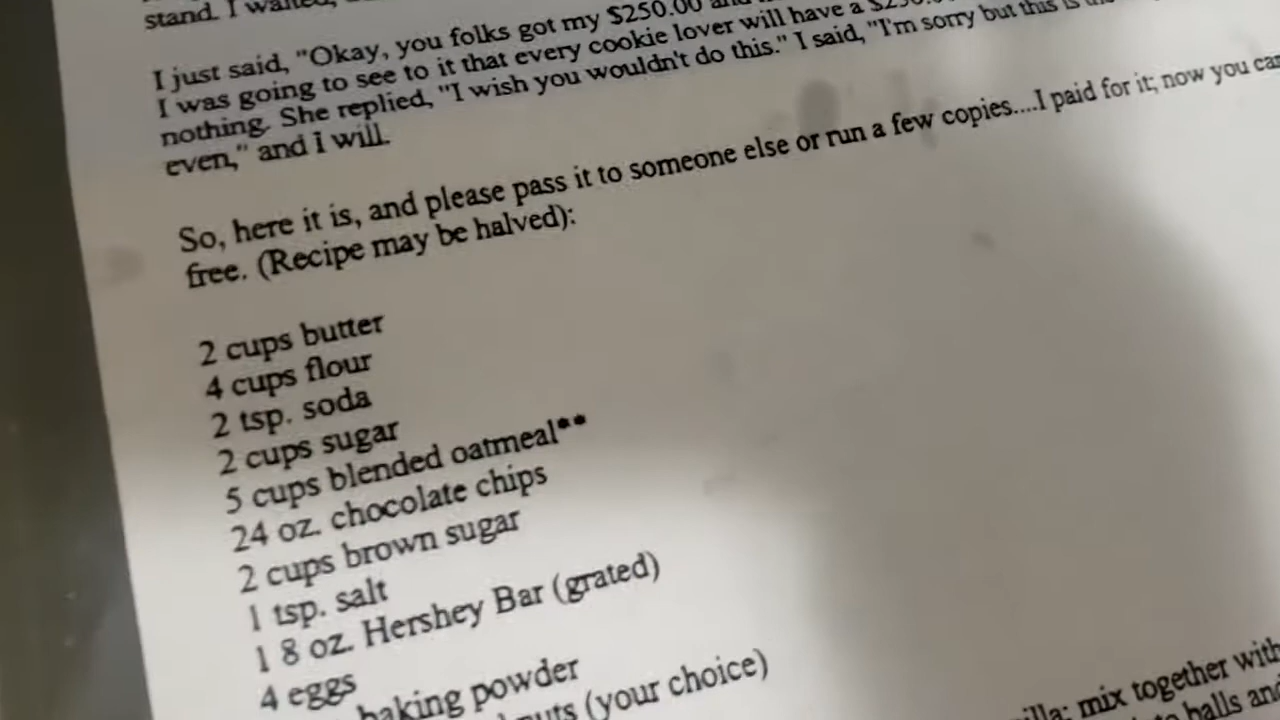 stand. I waited,
I just said, "Okay, you folks got my $250.00 and
I was going to see to it that every cookie lover will have a
nothing. She replied, "I wish you wouldn't do this." I said, "I'm sorry but this is the
even," and I will.
So, here it is, and please pass it to someone else or run a few copies....I paid for it; now you can
free. (Recipe may be halved):
2 cups butter
4 cups flour
2 tsp. soda
2 cups sugar
5 cups blended oatmeal**
24 oz. chocolate chips
2 cups brown sugar
1 tsp. salt
1 8 oz. Hershey Bar (grated)
4 eggs
baking powder
nuts (your choice)
mix together with
balls and